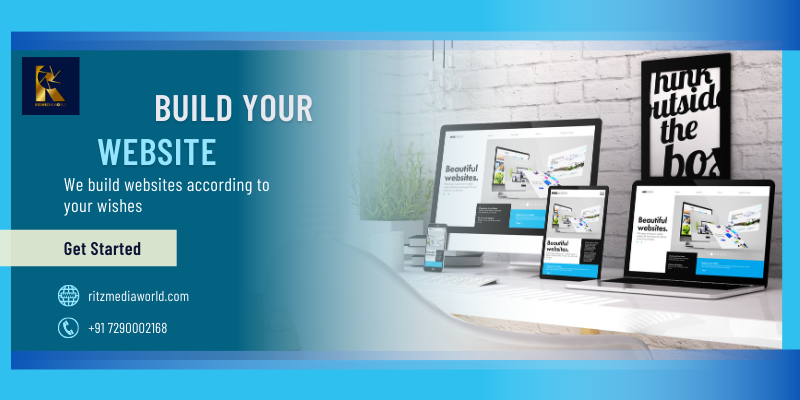 BUILD YOUR
WEBSITE
We build websites according to
your wishes
Get Started
ritzmediaworld.com
+91 7290002168
Think
outside
the
box
Beautiful
websites.
Beautiful
websites.
Beautiful
websites.